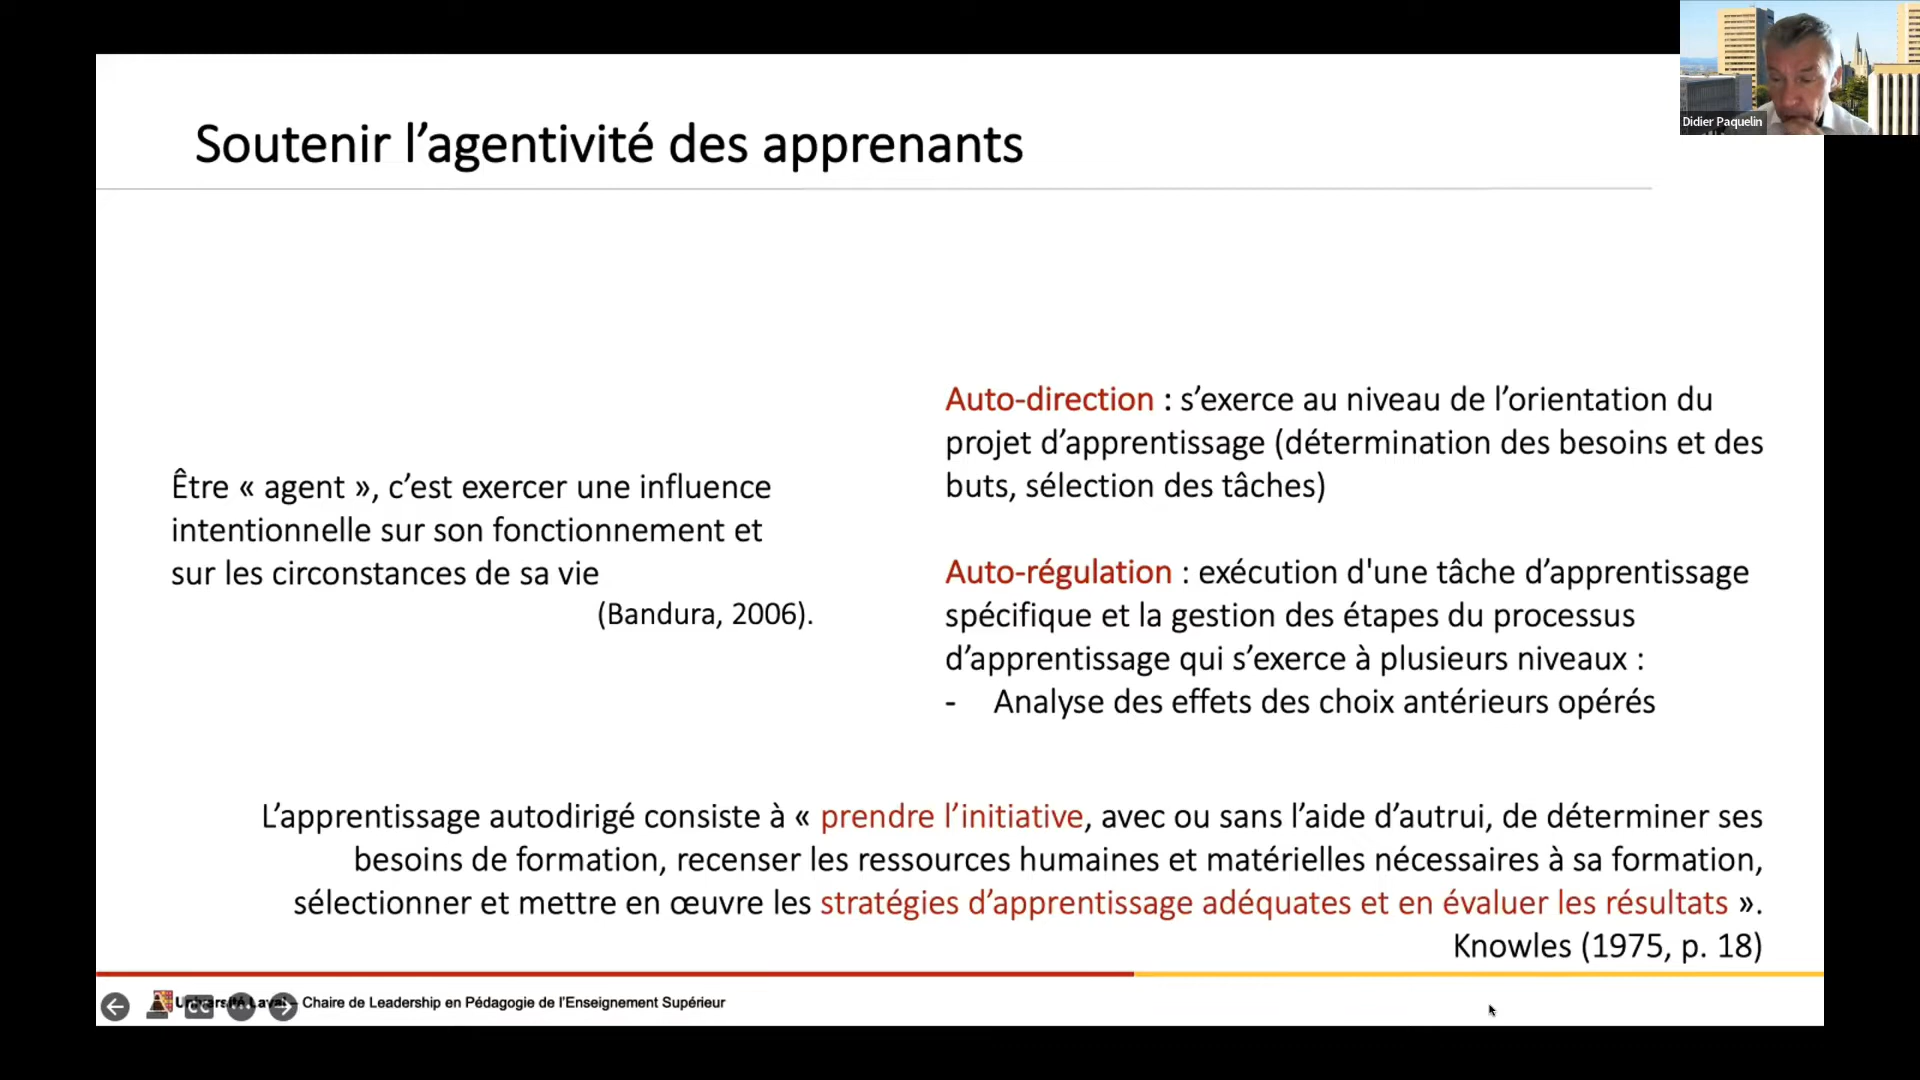 Didier Paquelin
Soutenir l’agentivité des apprenants
Être « agent », c’est exercer une influence
intentionnelle sur son fonctionnement et
sur les circonstances de sa vie
(Bandura, 2006).
Auto-direction : s’exerce au niveau de l’orientation du
projet d’apprentissage (détermination des besoins et des
buts, sélection des tâches)
Auto-régulation : exécution d'une tâche d’apprentissage
spécifique et la gestion des étapes du processus
d’apprentissage qui s’exerce à plusieurs niveaux :
- Analyse des effets des choix antérieurs opérés
L’apprentissage autodirigé consiste à « prendre l’initiative, avec ou sans l’aide d’autrui, de déterminer ses
besoins de formation, recenser les ressources humaines et matérielles nécessaires à sa formation,
sélectionner et mettre en œuvre les stratégies d’apprentissage adéquates et en évaluer les résultats ».
Knowles (1975, p. 18)
Université Laval – Chaire de Leadership en Pédagogie de l’Enseignement Supérieur
CC